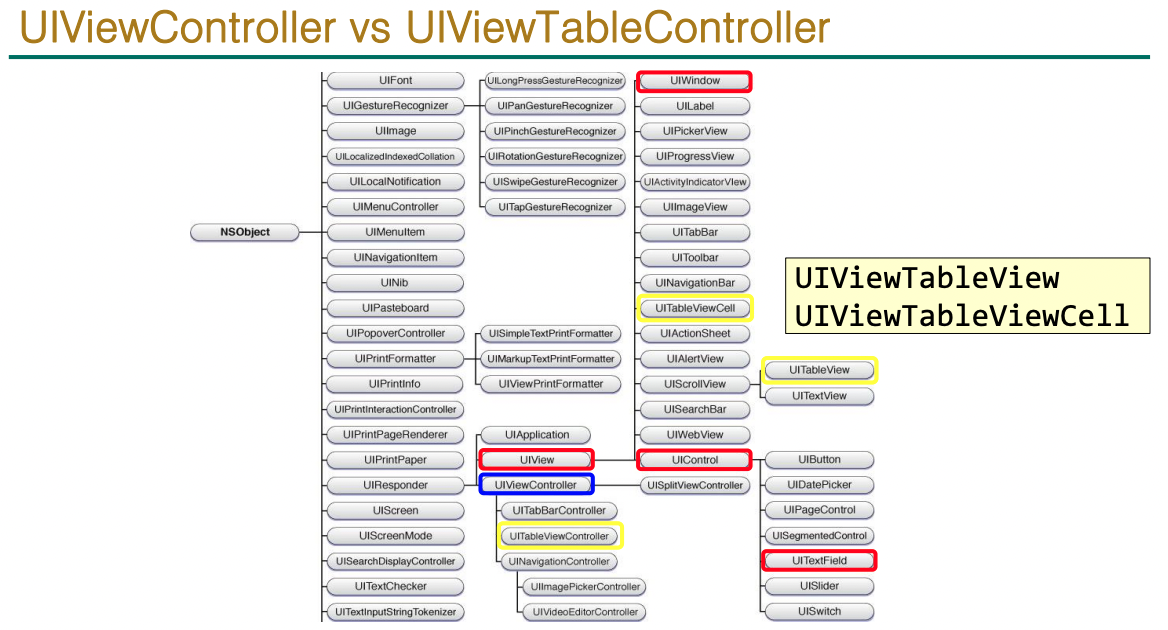 UIViewController vs UIViewTableController
UIFont
UIGestureRecognizer
UIImage
UILocalizedIndexedCollation
UILocalNotification
UIMenuController
NSObject
UIMenuItem
UINavigationItem
UINib
UIPasteboard
UIPopoverController
UIPrintFormatter
UIPrintInfo
UIPrintInteractionController
UIPrintPageRenderer
UIPrintPaper
UIResponder
UIScreen
UIScreenMode
UISearchDisplayController
UITextChecker
UITextInputStringTokenizer
UILongPressGestureRecognizer
UIPanGestureRecognizer
UIPinchGestureRecognizer
UIRotationGestureRecognizer
UISwipeGestureRecognizer
UITapGestureRecognizer
UISimpleTextPrintFormatter
UIMarkupTextPrintFormatter
UIViewPrintFormatter
UIApplication
UIView
UIViewController
UITabBarController
UITableViewController
UINavigationController
UIImagePickerController
UIVideoEditorController
UIWindow
UILabel
UIPickerView
UIProgressView
UIActivityIndicatorView
UIImageView
UITabBar
UIToolbar
UINavigationBar
UITableViewCell
UIActionSheet
UIAlertView
UIScrollView
UISearchBar
UIWebView
UIControl
UISplitViewController
UIViewTableView
UIViewTableViewCell
UITableView
UITextView
UIButton
UIDatePicker
UIPageControl
UISegmentedControl
UITextField
UISlider
UISwitch